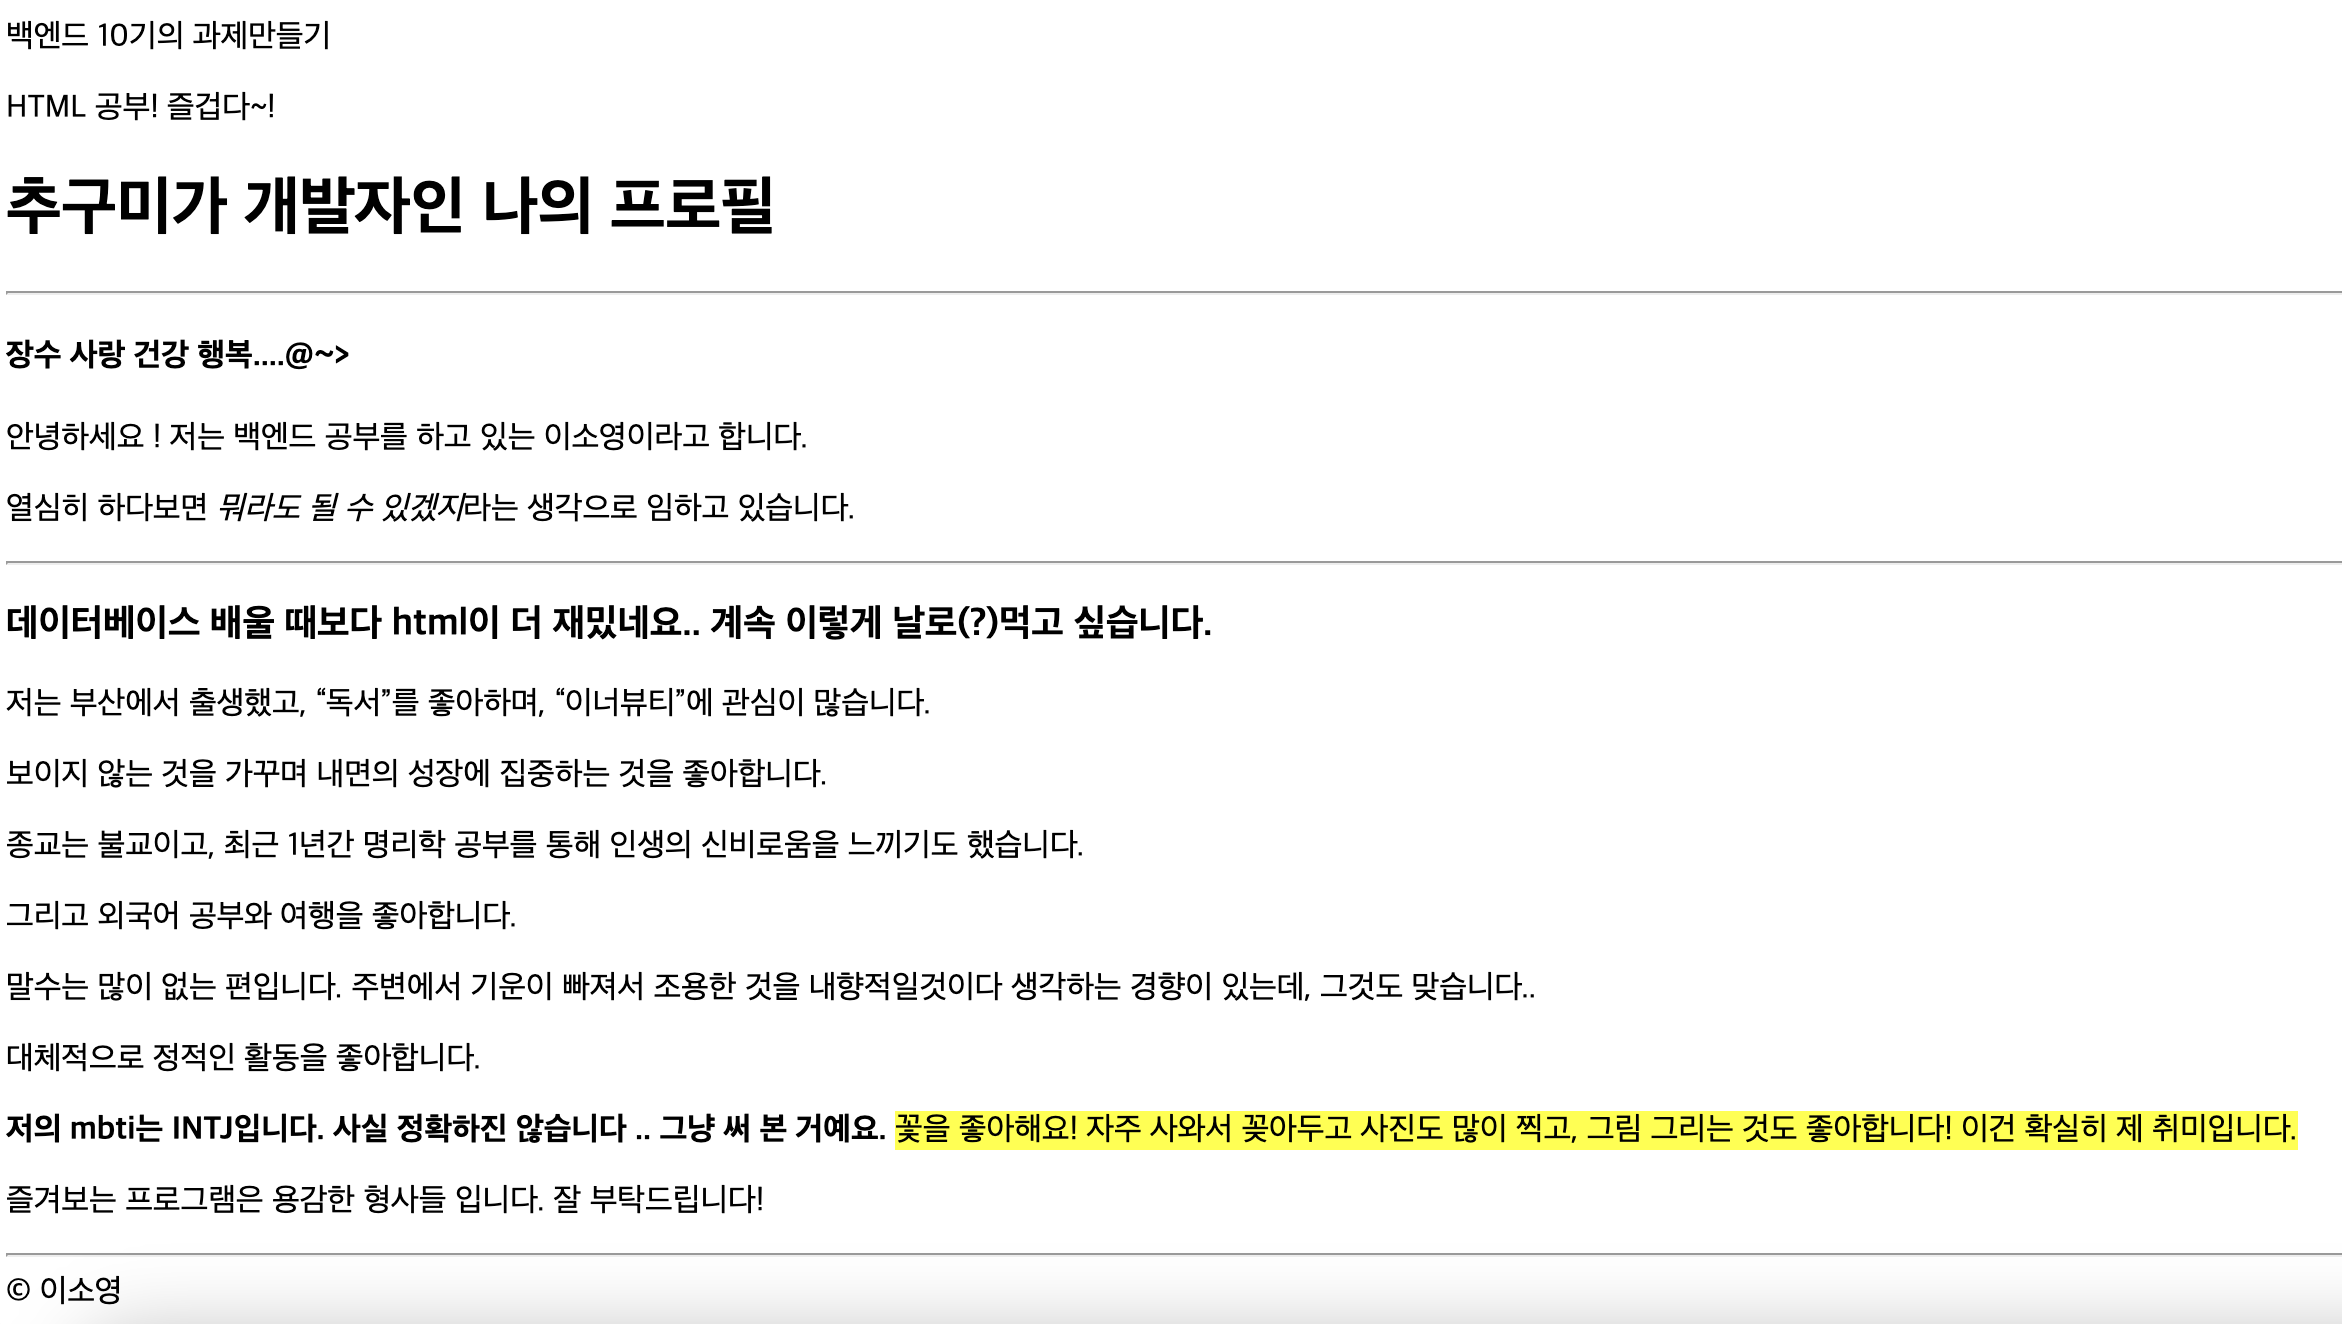 백엔드 10기의 과제만들기
HTML 공부! 즐겁다~!
추구미가 개발자인 나의 프로필
장수 사랑 건강 행복....@~>
안녕하세요 ! 저는 백엔드 공부를 하고 있는 이소영이라고 합니다.
열심히 하다보면 뭐라도 될 수 있겠지라는 생각으로 임하고 있습니다.
데이터베이스 배울 때보다 html이 더 재밌네요.. 계속 이렇게 날로(?)먹고 싶습니다.
저는 부산에서 출생했고, “독서”를 좋아하며, “이너뷰티”에 관심이 많습니다.
보이지 않는 것을 가꾸며 내면의 성장에 집중하는 것을 좋아합니다.
종교는 불교이고, 최근 1년간 명리학 공부를 통해 인생의 신비로움을 느끼기도 했습니다.
그리고 외국어 공부와 여행을 좋아합니다.
말수는 많이 없는 편입니다. 주변에서 기운이 빠져서 조용한 것을 내향적일것이다 생각하는 경향이 있는데, 그것도 맞습니다..
대체적으로 정적인 활동을 좋아합니다.
저의 mbti는 INTJ입니다. 사실 정확하진 않습니다 .. 그냥 써 본 거예요. 꽃을 좋아해요! 자주 사와서 꽂아두고 사진도 많이 찍고, 그림 그리는 것도 좋아합니다! 이건 확실히 제 취미입니다.
즐겨보는 프로그램은 용감한 형사들 입니다. 잘 부탁드립니다!
© 이소영